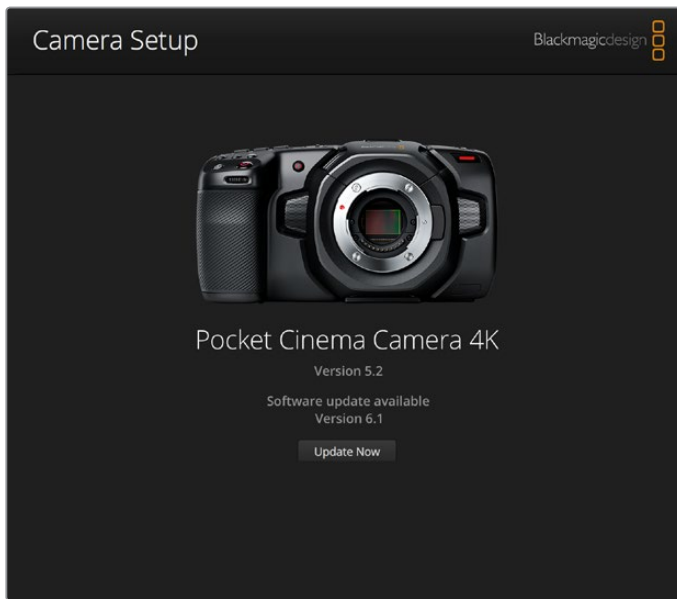 Camera Setup
Blackmagicdesign
Pocket Cinema Camera 4K
Version 5.2
Software update available
Version 6.1
Update Now